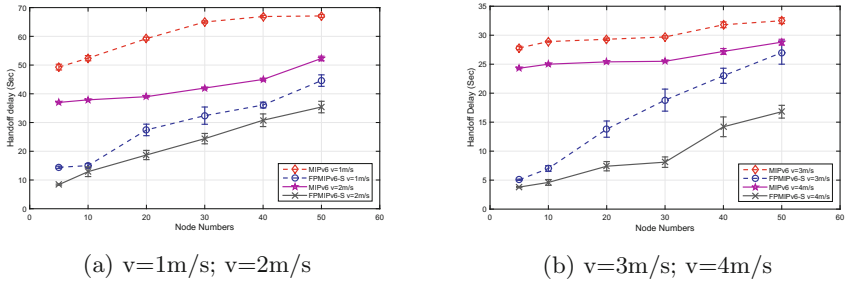 70
60
50
40
30
20
10
0
0 10 20 30 40 50 60
Handoff delay (Sec)
Node Numbers
MIPv6 v=1m/s
FPMIPv6-S v=1m/s
MIPv6 v=2m/s
FPMIPv6-S v=2m/s
(a) v=1m/s; v=2m/s
35
30
25
20
15
10
5
0
0 10 20 30 40 50 60
Handoff Delay (Sec)
Node Numbers
MIPv6 v=3m/s
FPMIPv6-S v=3m/s
MIPv6 v=4m/s
FPMIPv6-S v=4m/s
(b) v=3m/s; v=4m/s